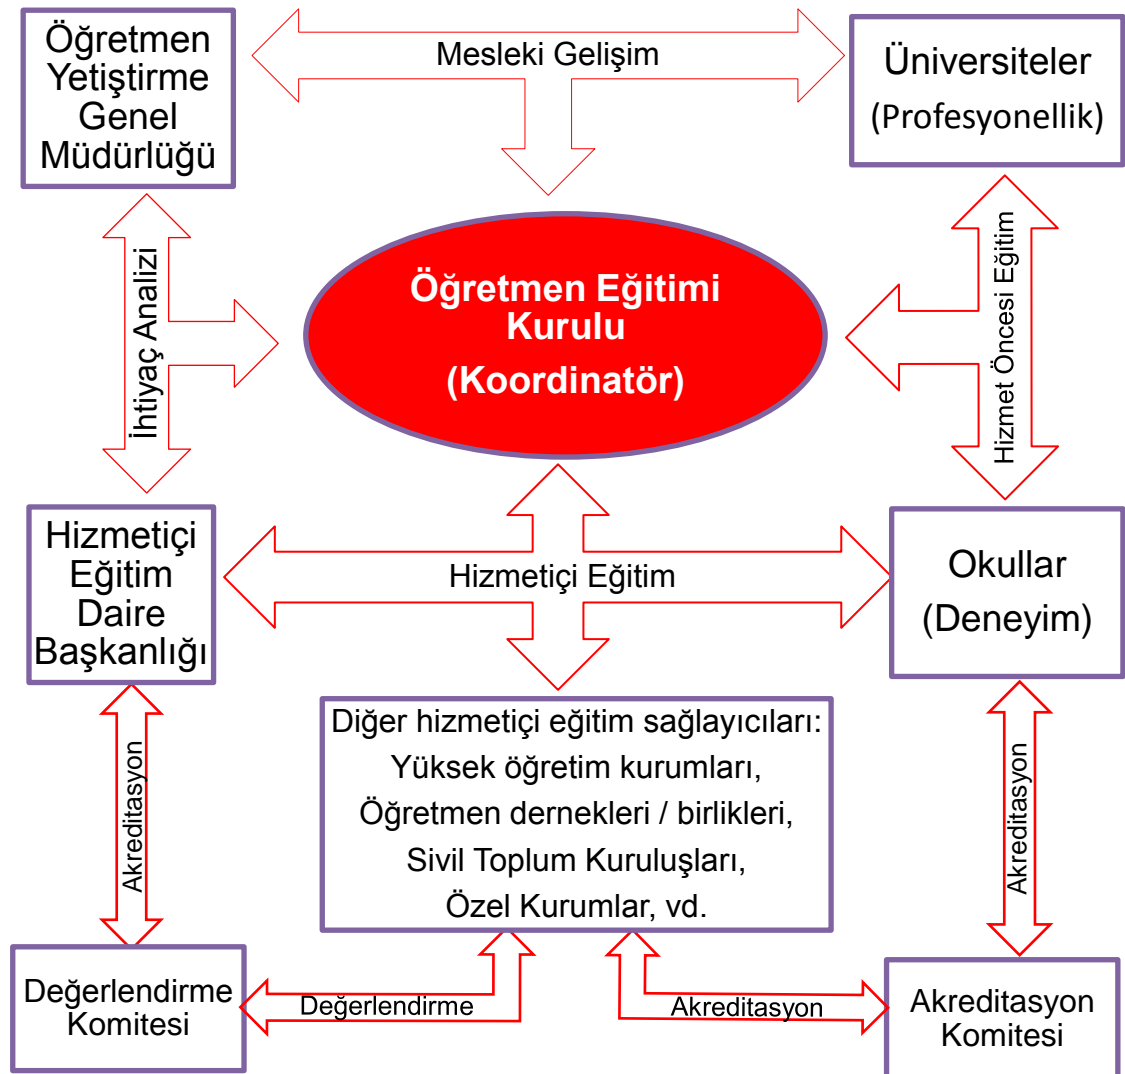 Öğretmen
Yetiştirme
Genel
Müdürlüğü
Mesleki Gelişim
Üniversiteler
(Profesyonellik)
İhtiyaç Analizi
Öğretmen Eğitimi
Kurulu
(Koordinatör)
Hizmet Öncesi Eğitim
Hizmetiçi
Eğitim
Daire
Başkanlığı
Hizmetiçi Eğitim
Okullar
(Deneyim)
Akreditasyon
Diğer hizmetiçi eğitim sağlayıcıları:
Yüksek öğretim kurumları,
Öğretmen dernekleri / birlikleri,
Sivil Toplum Kuruluşları,
Özel Kurumlar, vd.
Akreditasyon
Değerlendirme
Komitesi
Değerlendirme
Akreditasyon
Akreditasyon
Komitesi